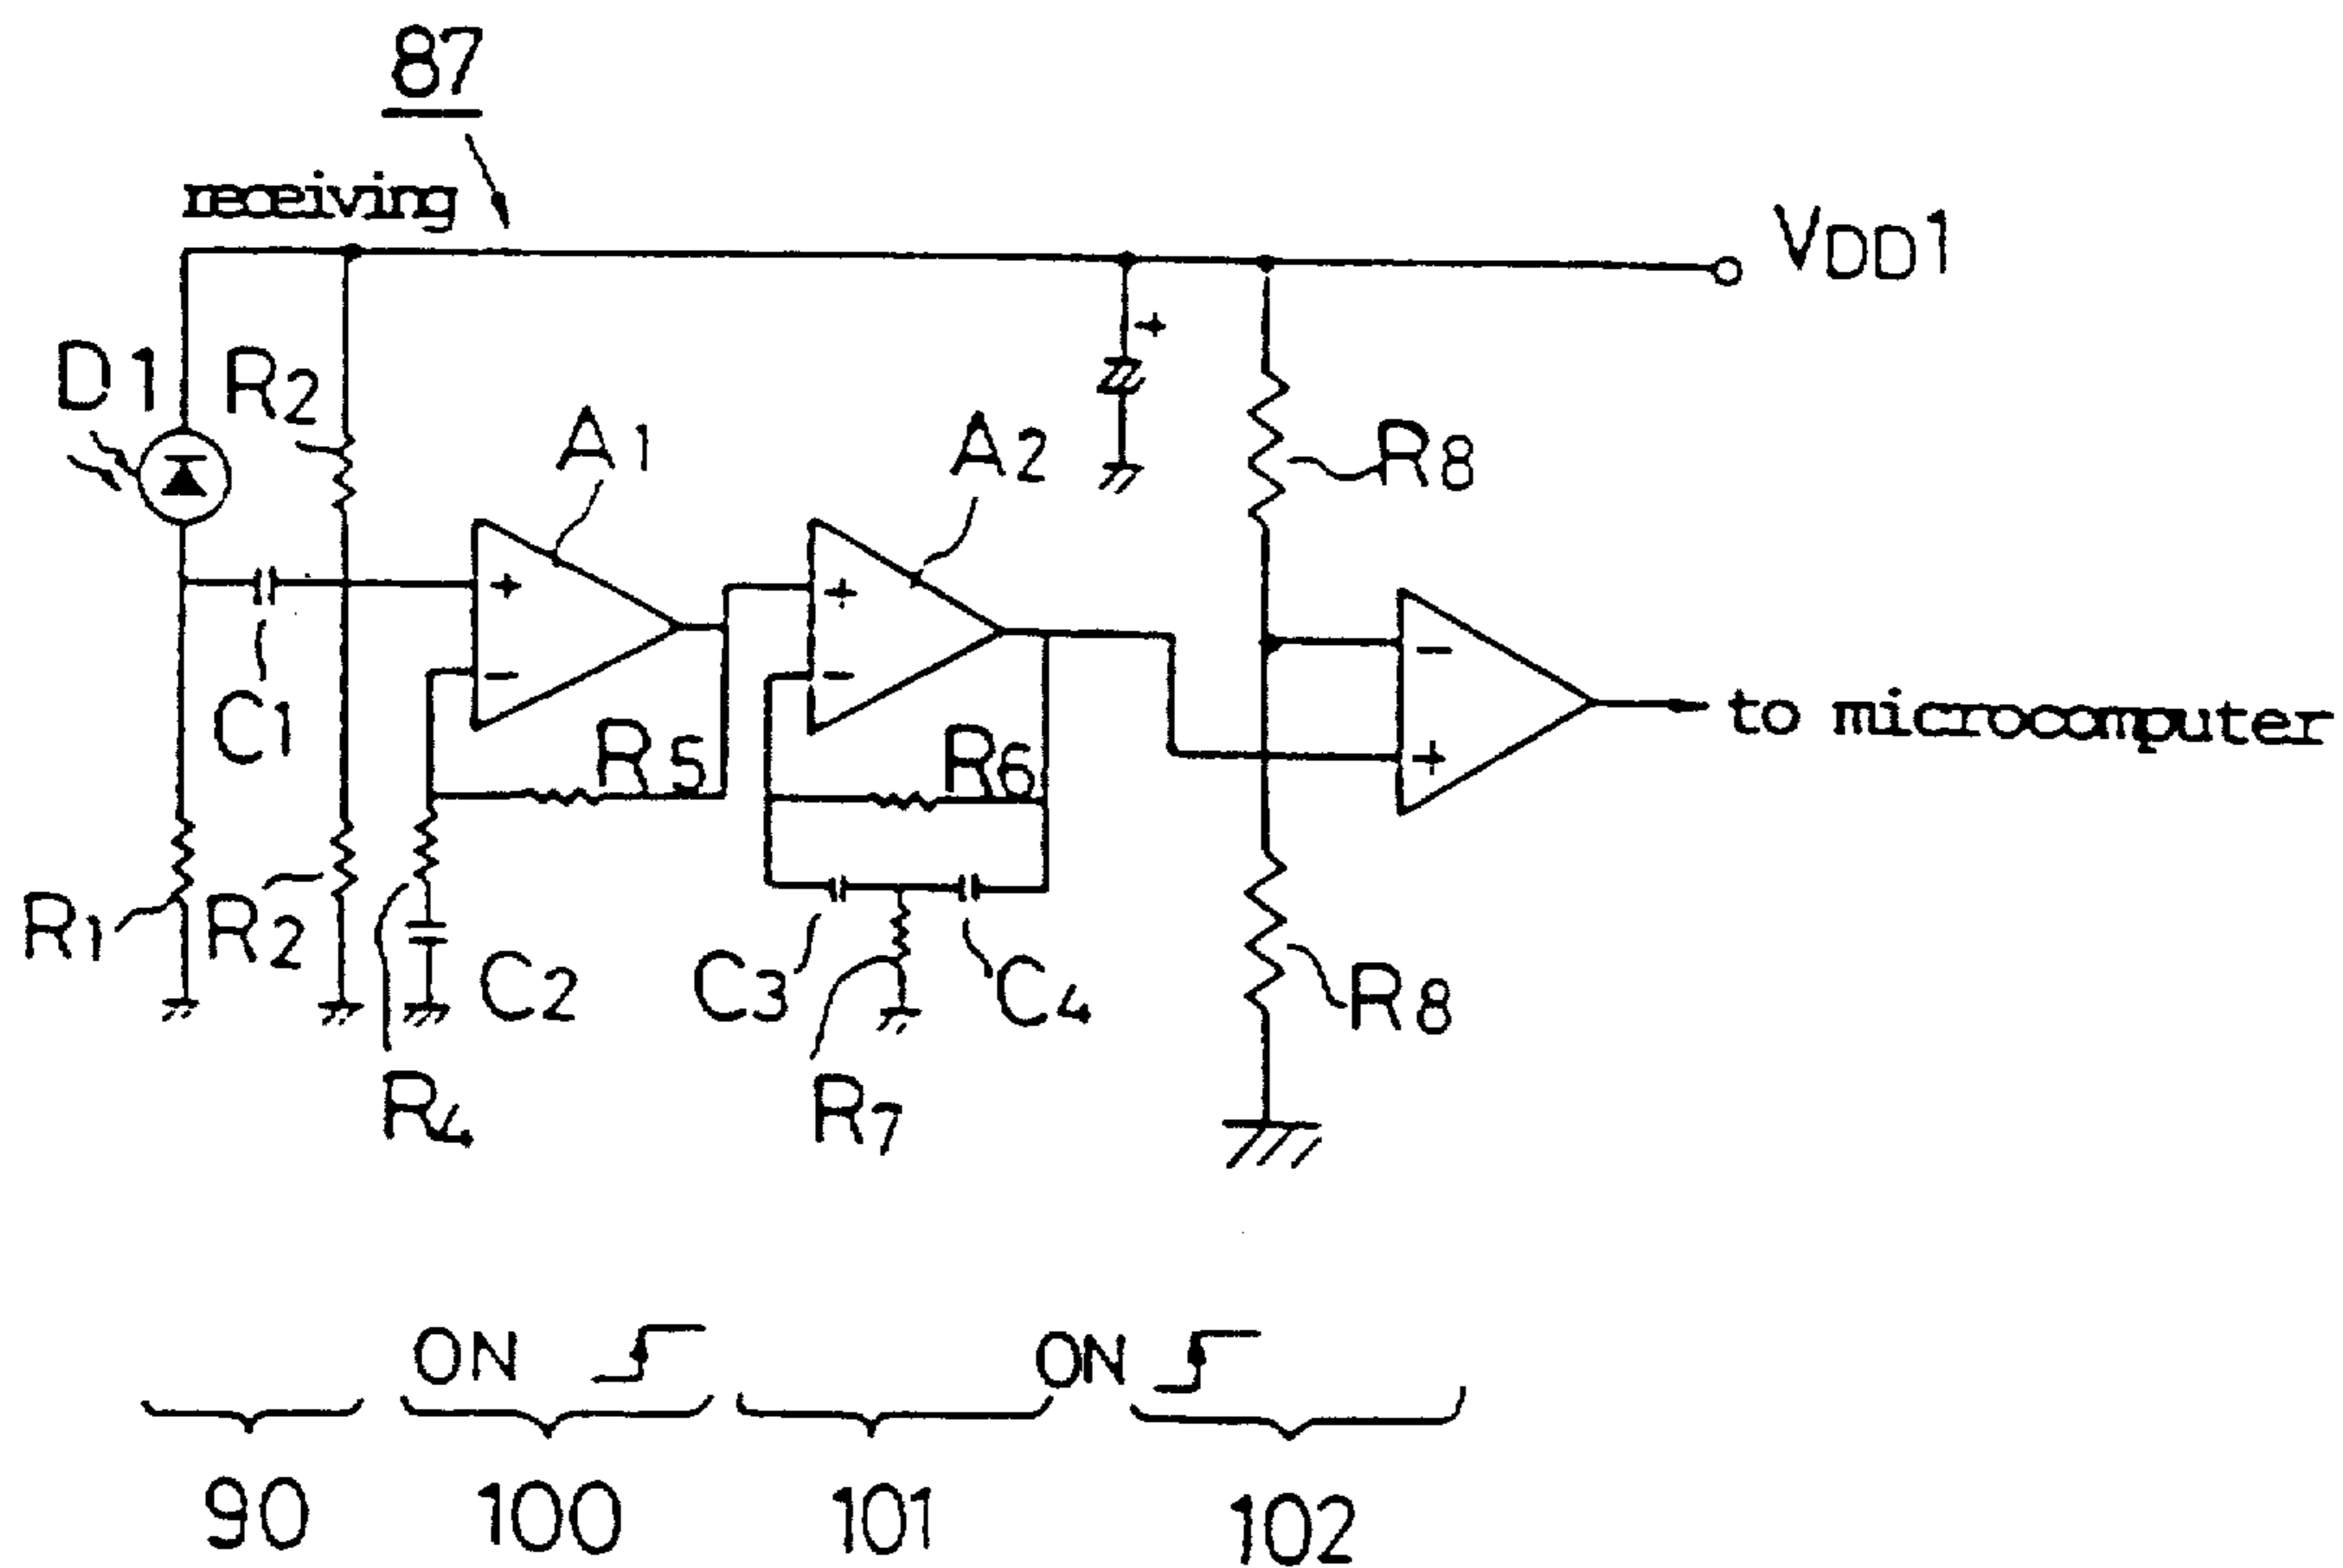 87
receiving
VDD1
D1
R2
A1
A2
R8
+
+
+
-
-
-
+
to microcomputer
C1
R5
R6
R1
R2
C2
C3
C4
R8
R4
R7
ON
ON
90
100
101
102